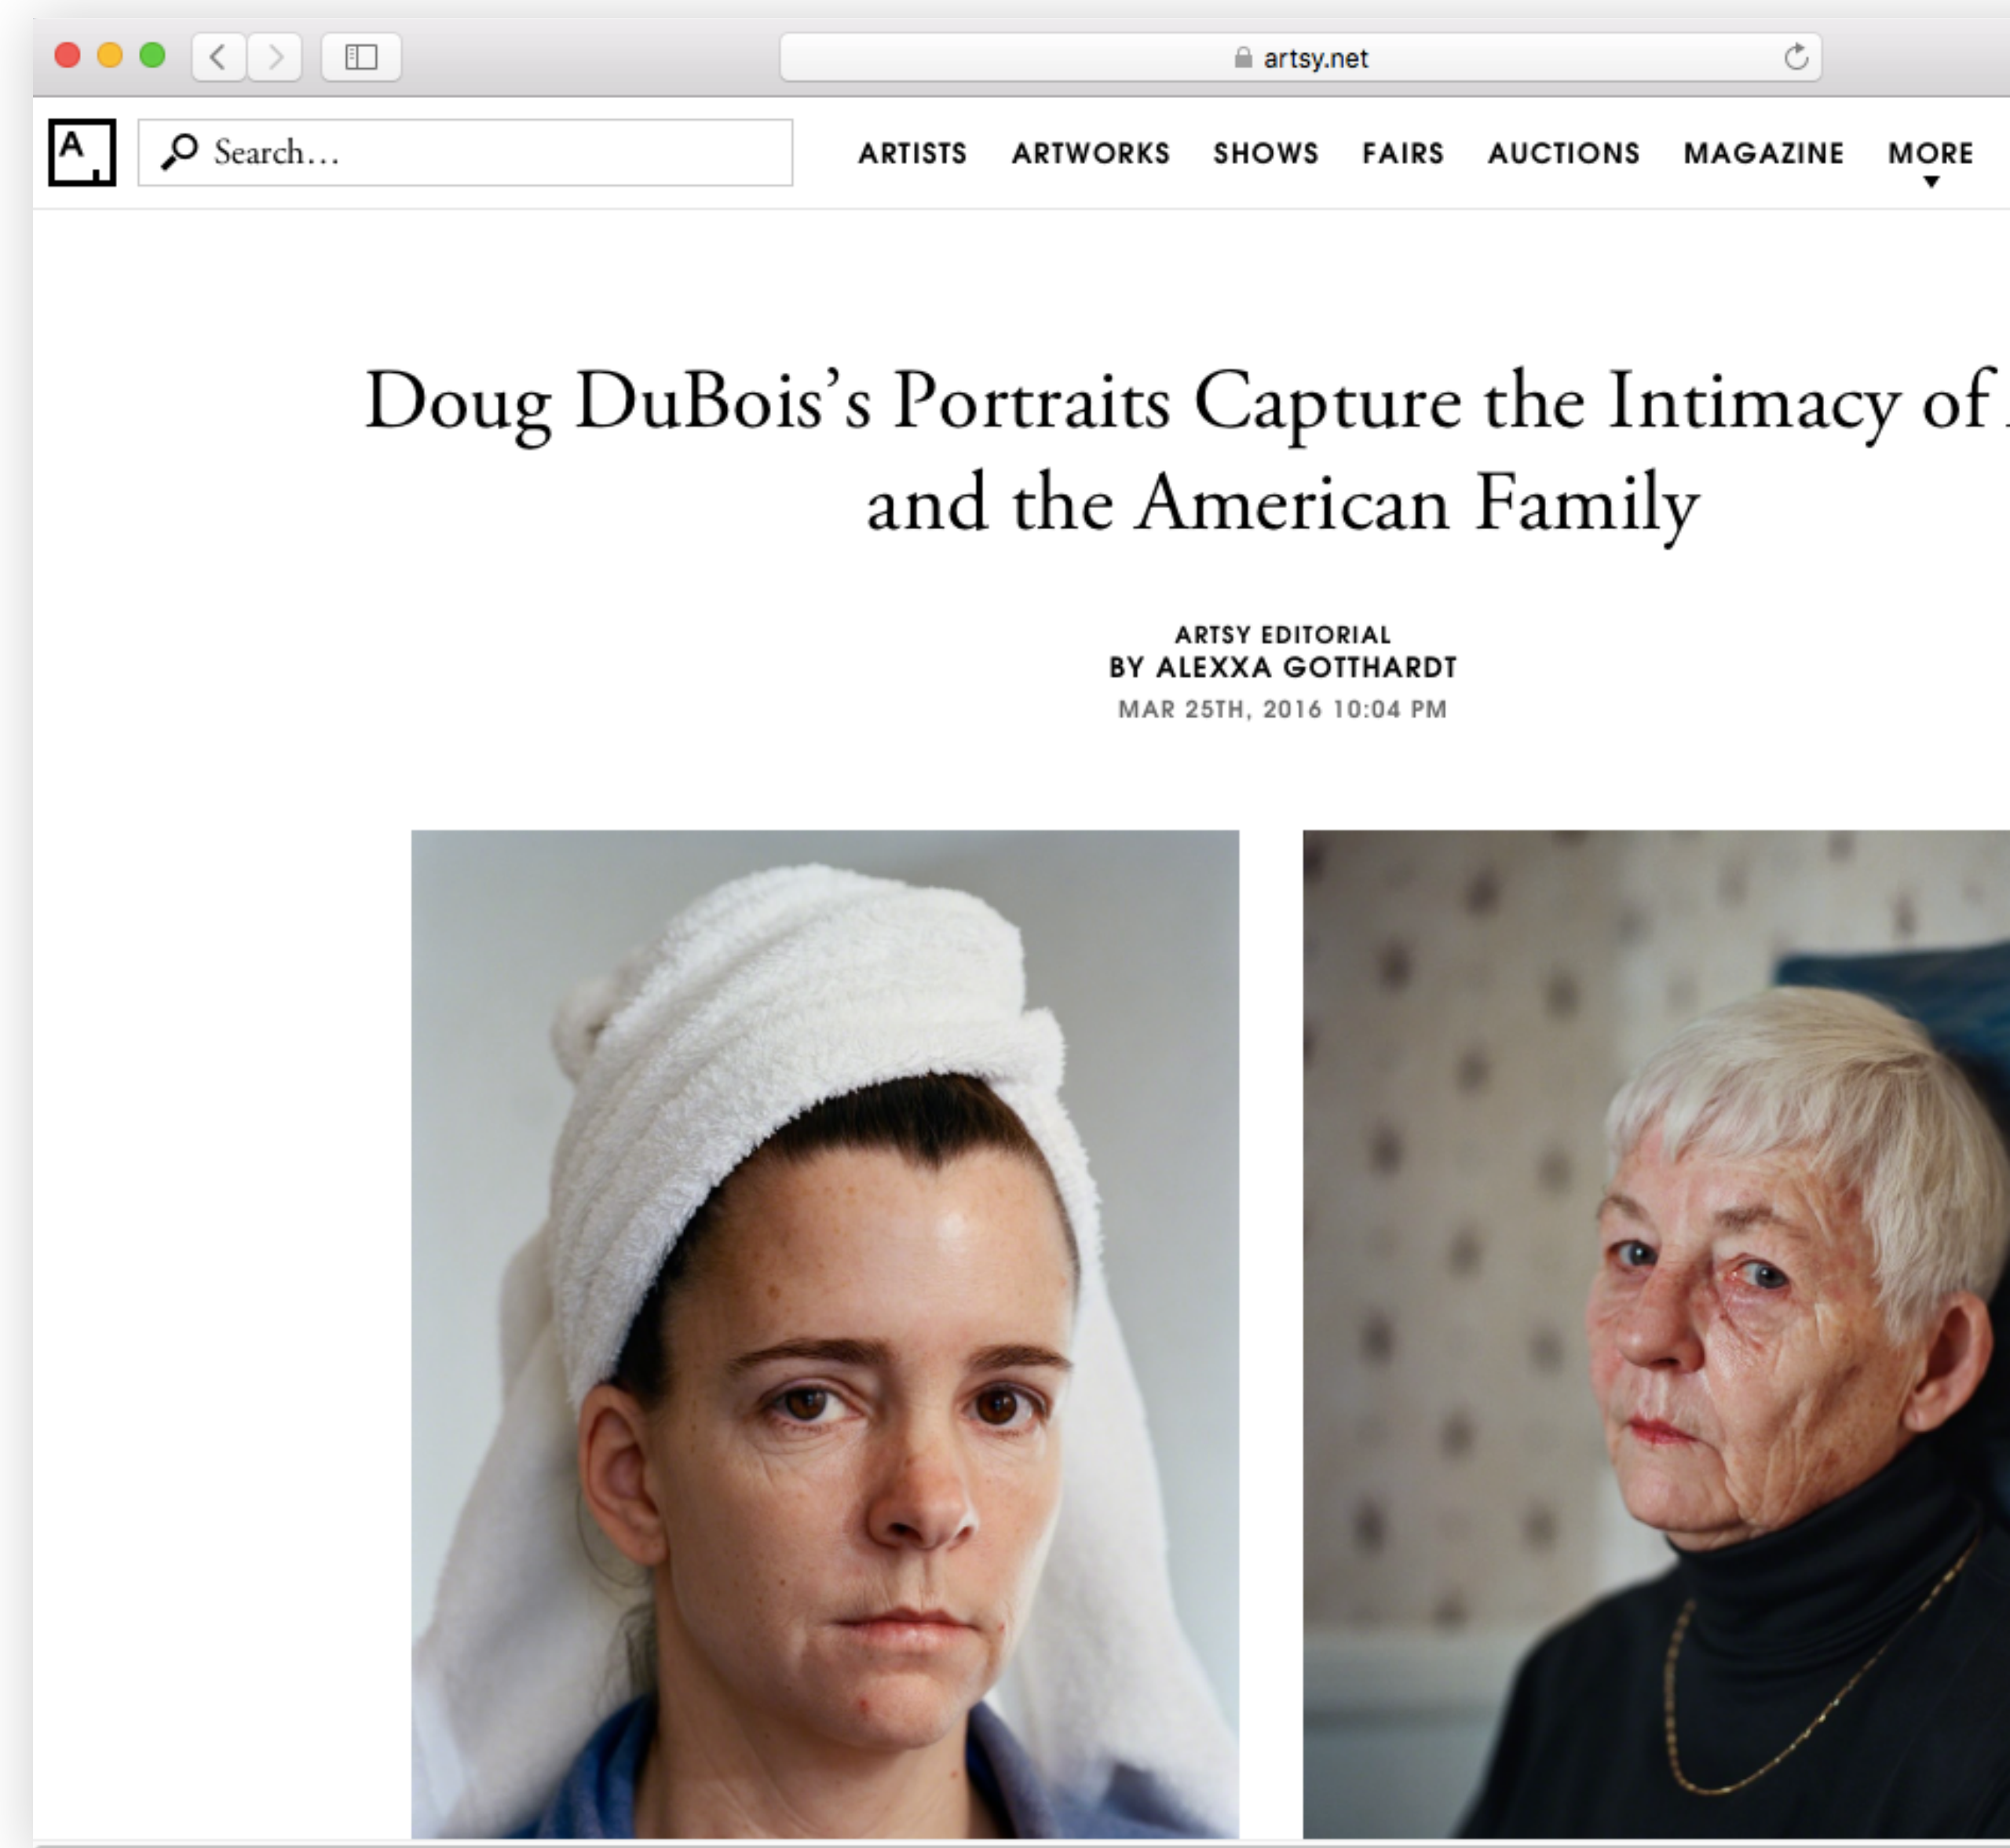 artsy.net
A
Search...
ARTISTS ARTWORKS SHOWS FAIRS AUCTIONS MAGAZINE MORE
Doug DuBois’s Portraits Capture the Intimacy of
and the American Family
ARTSY EDITORIAL
BY ALEXXA GOTTHARDT
MAR 25TH, 2016 10:04 PM